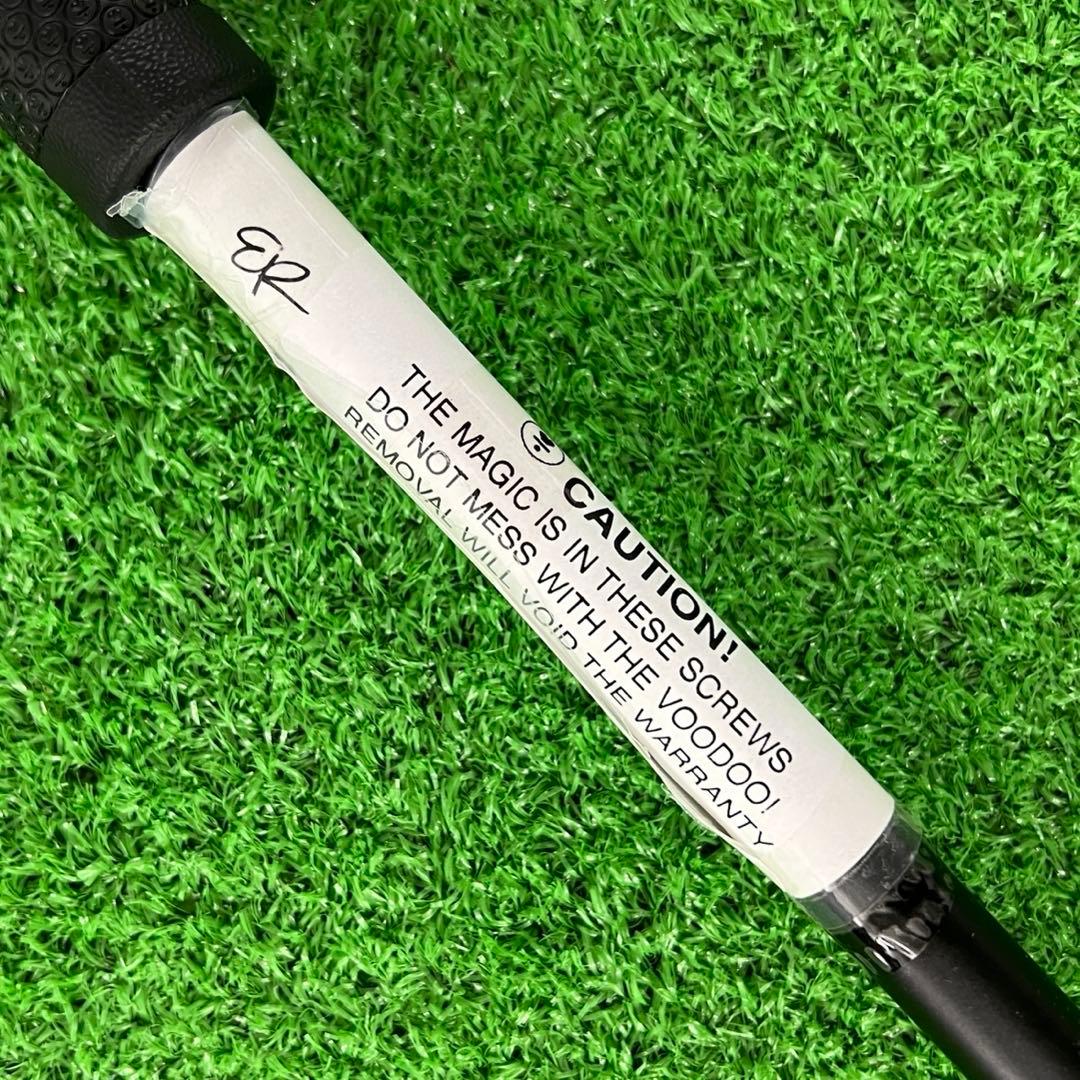 ER
CAUTION!
THE MAGIC IS IN THESE SCREWS
DO NOT MESS WITH THE VOODOO!
REMOVAL WILL VOID THE WARRANTY